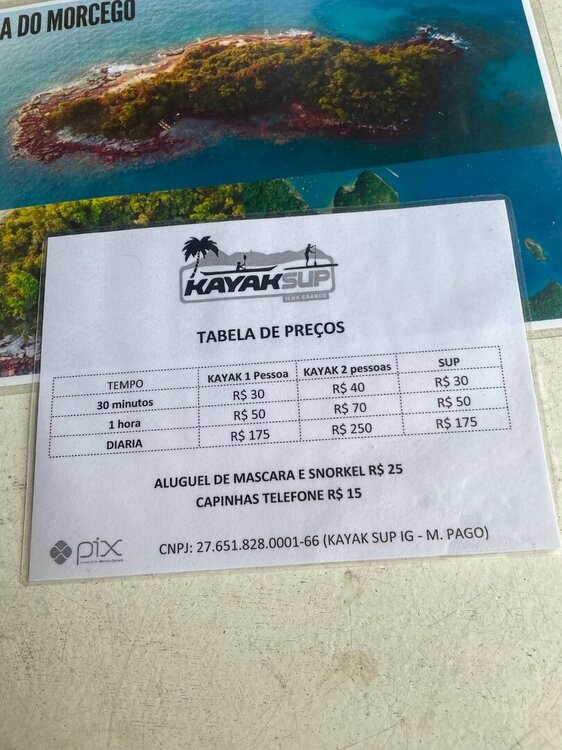 A DO MORCEGO
KAYAKSUP
ILHA GRANDE
TABELA DE PREÇOS
TEMPO KAYAK 1 Pessoa KAYAK 2 pessoas SUP
30 minutos R$ 30 R$ 40 R$ 30
1 hora R$ 50 R$ 70 R$ 50
DIARIA R$ 175 R$ 250 R$ 175
ALUGUEL DE MASCARA E SNORKEL R$ 25
CAPINHAS TELEFONE R$ 15
pix
CNPJ: 27.651.828.0001-66 (KAYAK SUP IG - M. PAGO)